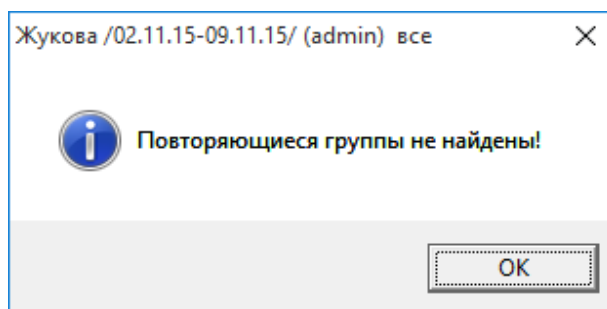 Жукова /02.11.15-09.11.15/ (admin) все
Повторяющиеся группы не найдены!
OK